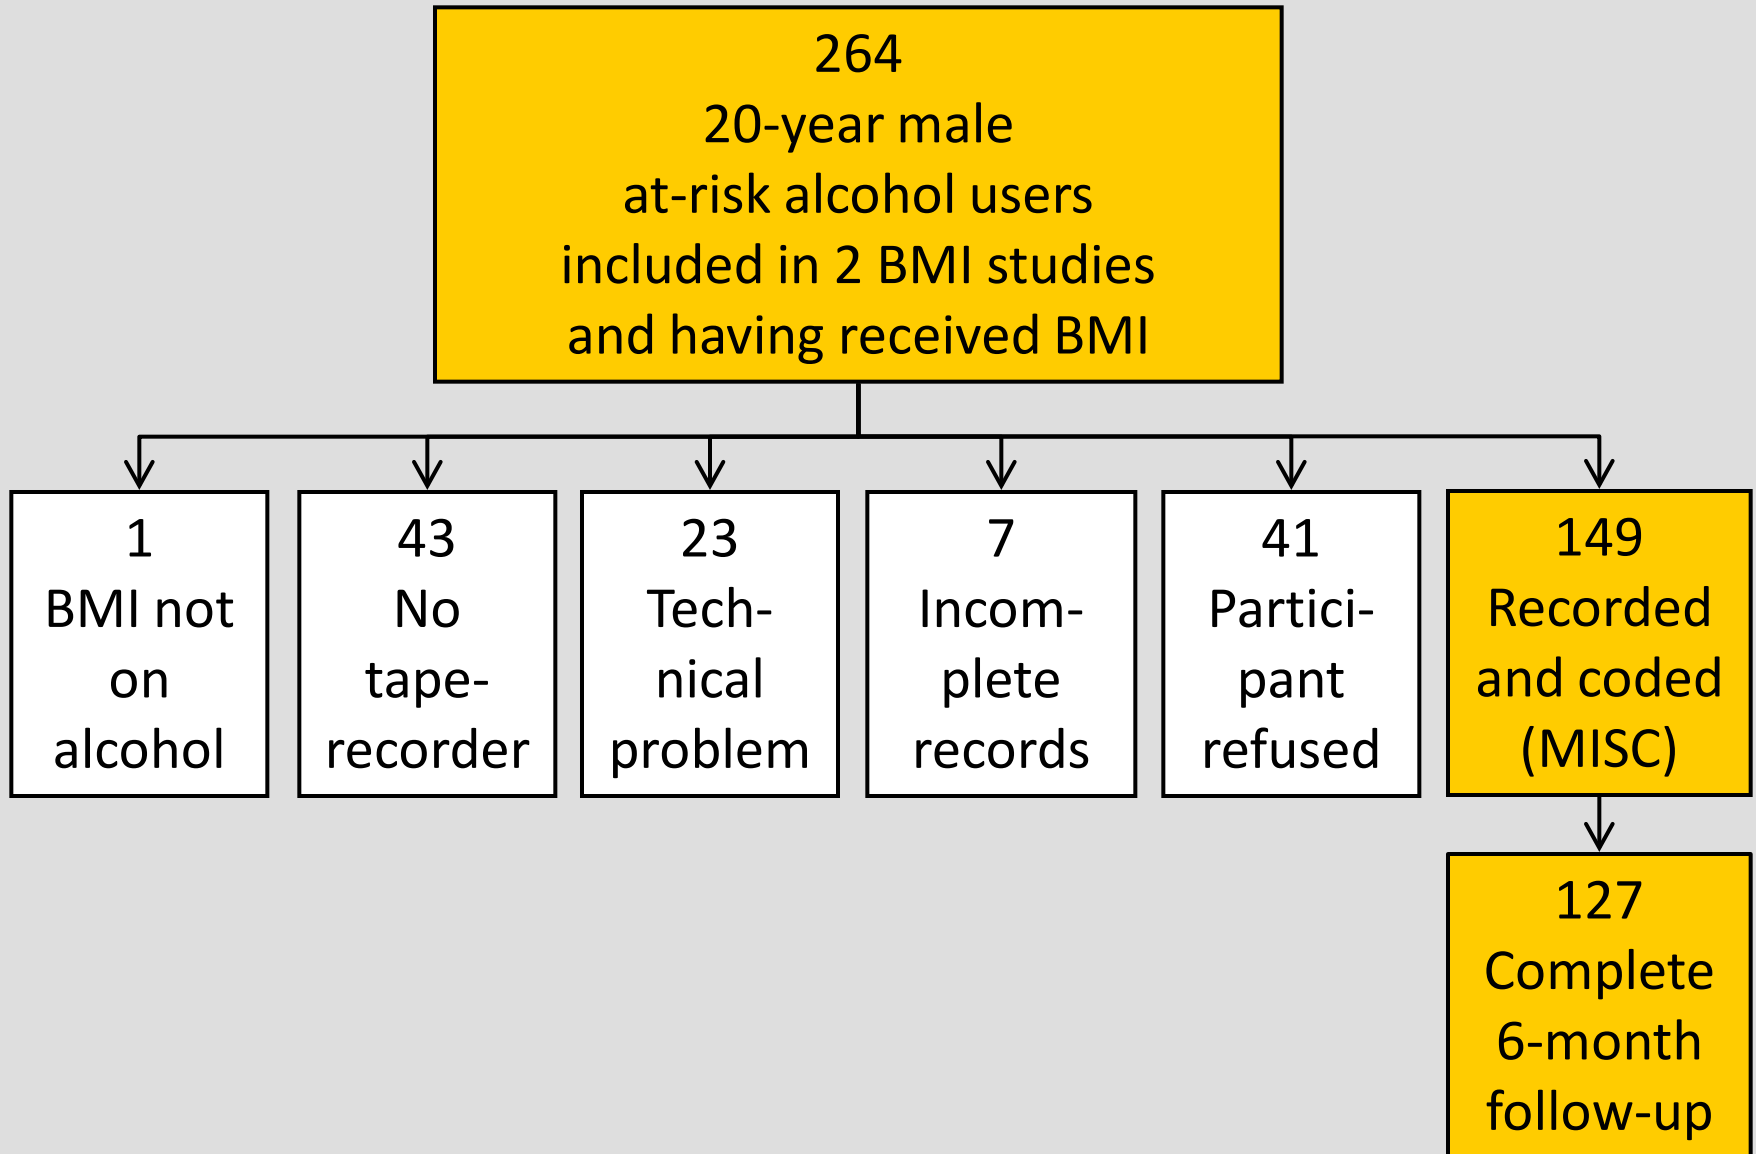 264
20-year male
at-risk alcohol users
included in 2 BMI studies
and having received BMI
1
BMI not
on
alcohol
43
No
tape-
recorder
23
Tech-
nical
problem
7
Incom-
plete
records
41
Partici-
pant
refused
149
Recorded
and coded
(MISC)
127
Complete
6-month
follow-up